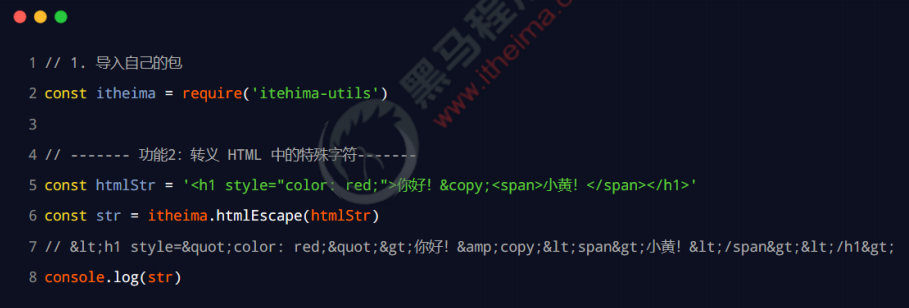 黑马程序
www.itheima.
1 // 1. 导入自己的包
2 const itheima = require('itehima-utils')
3
4 // ------- 功能2：转义 HTML 中的特殊字符-------
5 const htmlStr = '<h1 style="color: red;">你好！&copy;<span>小黄！</span></h1>'
6 const str = itheima.htmlEscape(htmlStr)
7 // &lt;h1 style=&quot;color: red;&quot;&gt;你好！&amp;copy;&lt;span&gt;小黄！&lt;/span&gt;&lt;/h1&gt;
8 console.log(str)